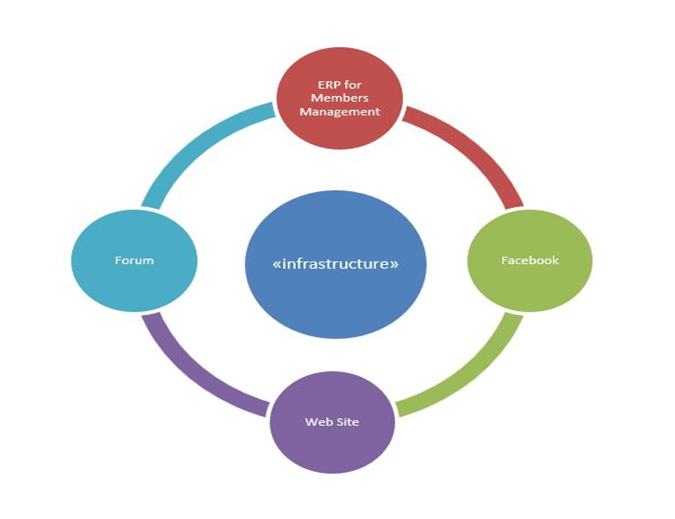 ERP for
Members
Management
Forum
«infrastructure»
Facebook
Web Site